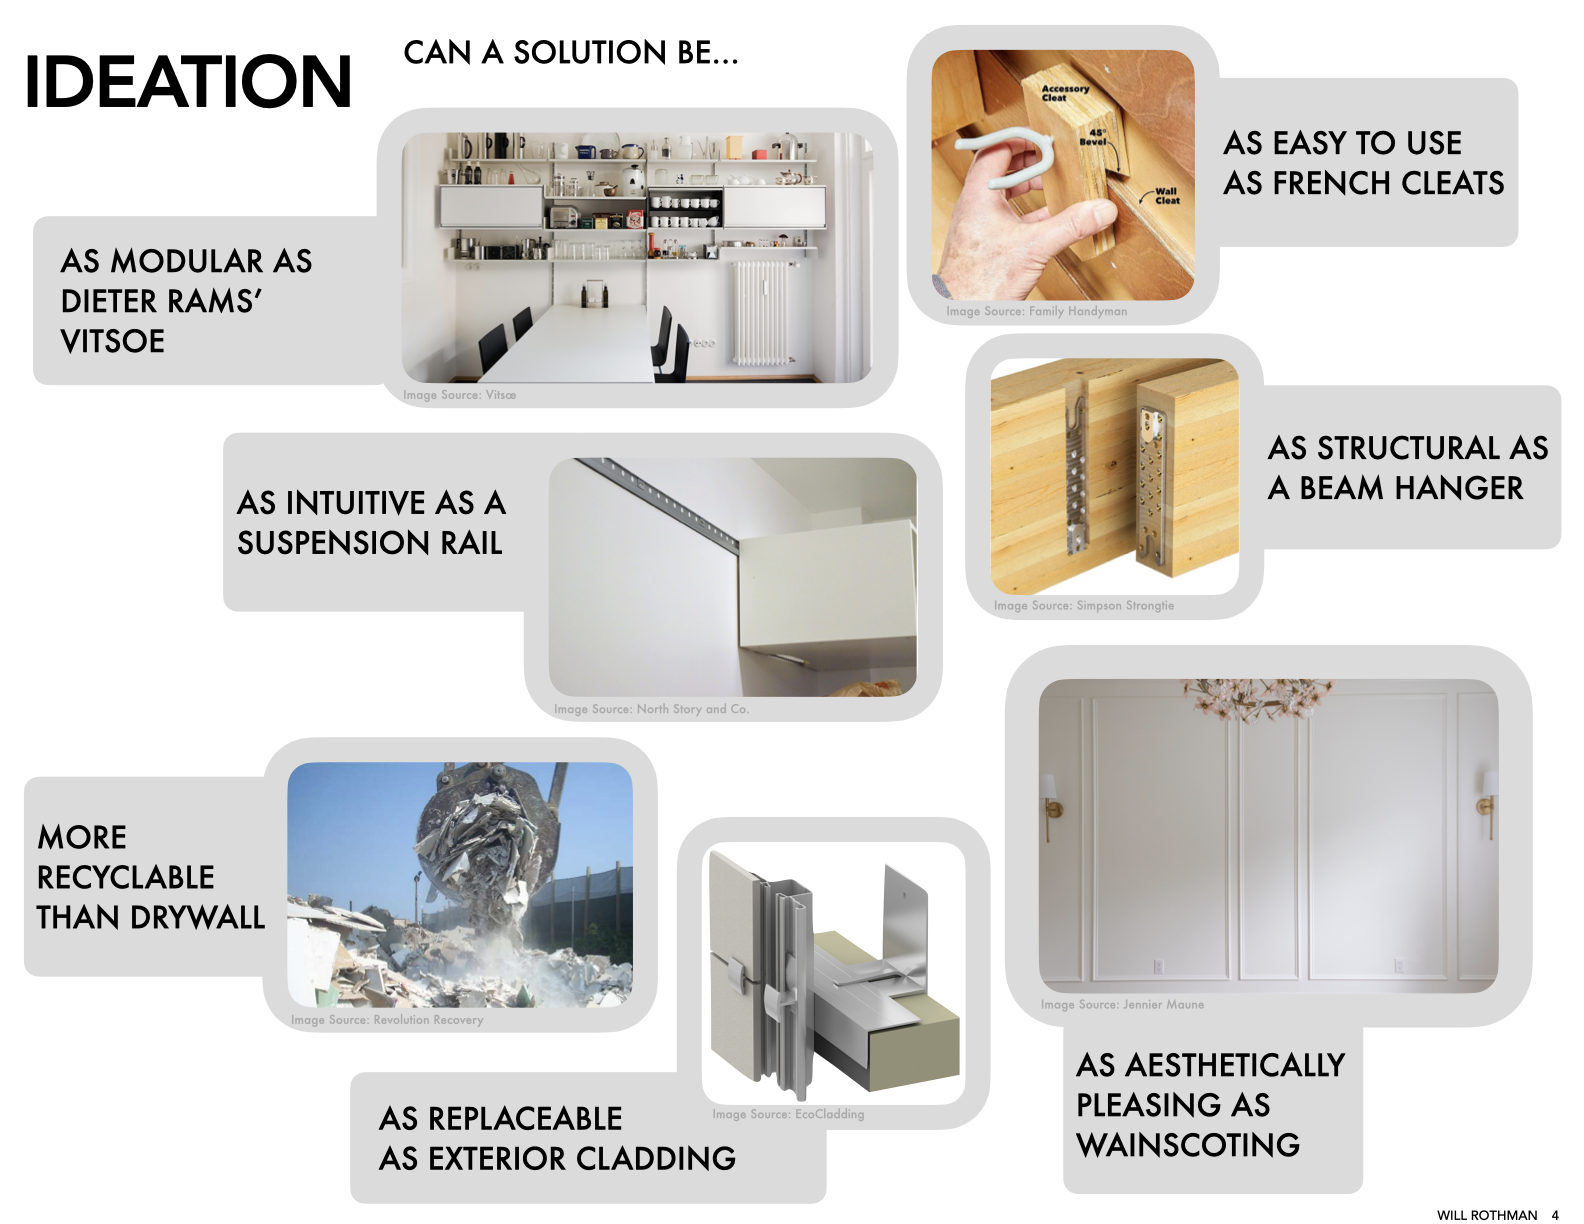 IDEATION
CAN A SOLUTION BE...
AS MODULAR AS
DIETER RAMS’
VITSOE
Image Source: Vitsœ
Accessory
Cleat
45°
Bevel
Wall
Cleat
Image Source: Family Handyman
AS EASY TO USE
AS FRENCH CLEATS
AS INTUITIVE AS A
SUSPENSION RAIL
Image Source: North Story and Co.
Image Source: Simpson Strongtie
AS STRUCTURAL AS
A BEAM HANGER
MORE
RECYCLABLE
THAN DRYWALL
Image Source: Revolution Recovery
AS REPLACEABLE
AS EXTERIOR CLADDING
Image Source: EcoCladding
Image Source: Jennier Maune
AS AESTHETICALLY
PLEASING AS
WAINSCOTING
WILL ROTHMAN 4